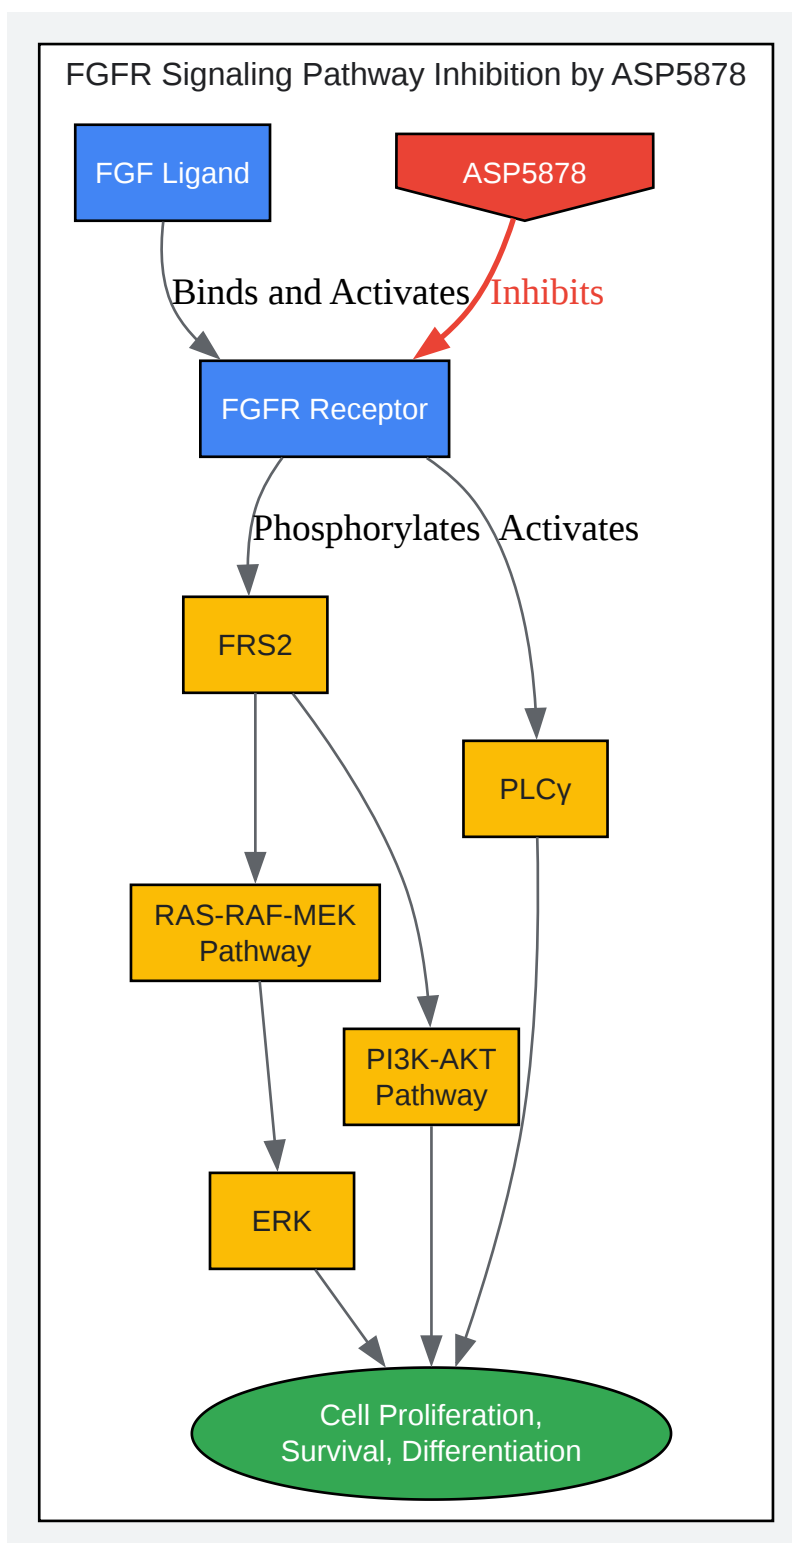 FGFR Signaling Pathway Inhibition by ASP5878
FGF Ligand
ASP5878
Binds and Activates
Inhibits
FGFR Receptor
Phosphorylates
Activates
FRS2
PLCγ
RAS-RAF-MEK
Pathway
PI3K-AKT
Pathway
ERK
Cell Proliferation,
Survival, Differentiation